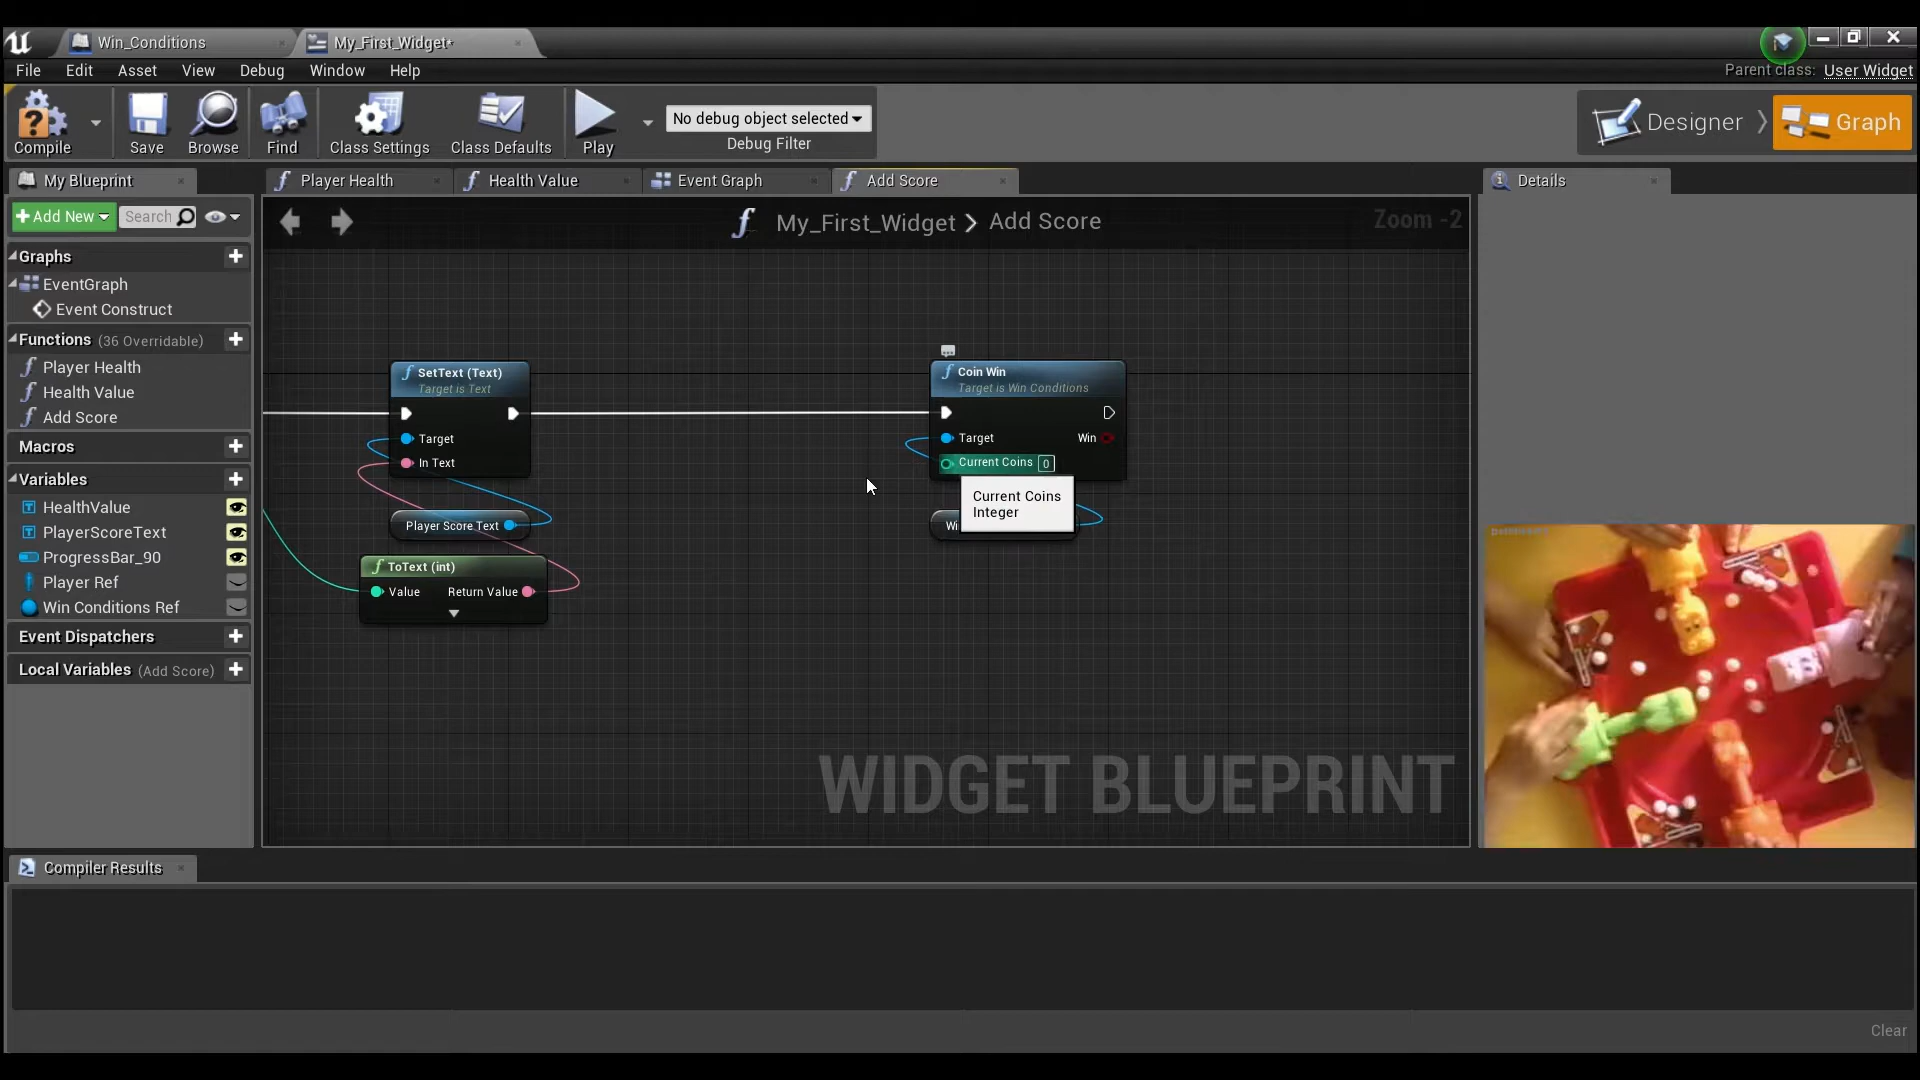 Win_Conditions
My_First_Widget*
File
Edit
Asset
View
Debug
Window
Help
Parent class:
User Widget
Compile
Save
Browse
Find
Class Settings
Class Defaults
Play
No debug object selected
Debug Filter
Designer
Graph
My Blueprint
Player Health
Health Value
Event Graph
Add Score
Details
Add New
Search
My_First_Widget > Add Score
Zoom -2
Graphs
EventGraph
Event Construct
Functions (36 Overridable)
Player Health
Health Value
Add Score
Macros
Variables
HealthValue
PlayerScoreText
ProgressBar_90
Player Ref
Win Conditions Ref
Event Dispatchers
Local Variables (Add Score)
SetText (Text)
Target is Text
Target
In Text
Player Score Text
ToText (int)
Value
Return Value
Coin Win
Target is Win Conditions
Target
Win
Current Coins 0
Current Coins
Integer
Wi
WIDGET BLUEPRINT
Compiler Results
Clear